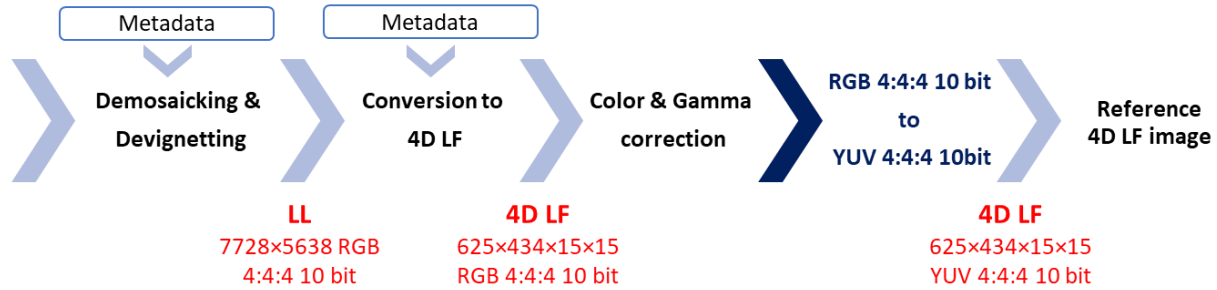 Metadata
Metadata
Demosaicking &
Devignetting
Conversion to
4D LF
Color & Gamma
correction
RGB 4:4:4 10 bit
to
YUV 4:4:4 10bit
Reference
4D LF image
LL
7728×5638 RGB
4:4:4 10 bit
4D LF
625×434×15×15
RGB 4:4:4 10 bit
4D LF
625×434×15×15
YUV 4:4:4 10 bit